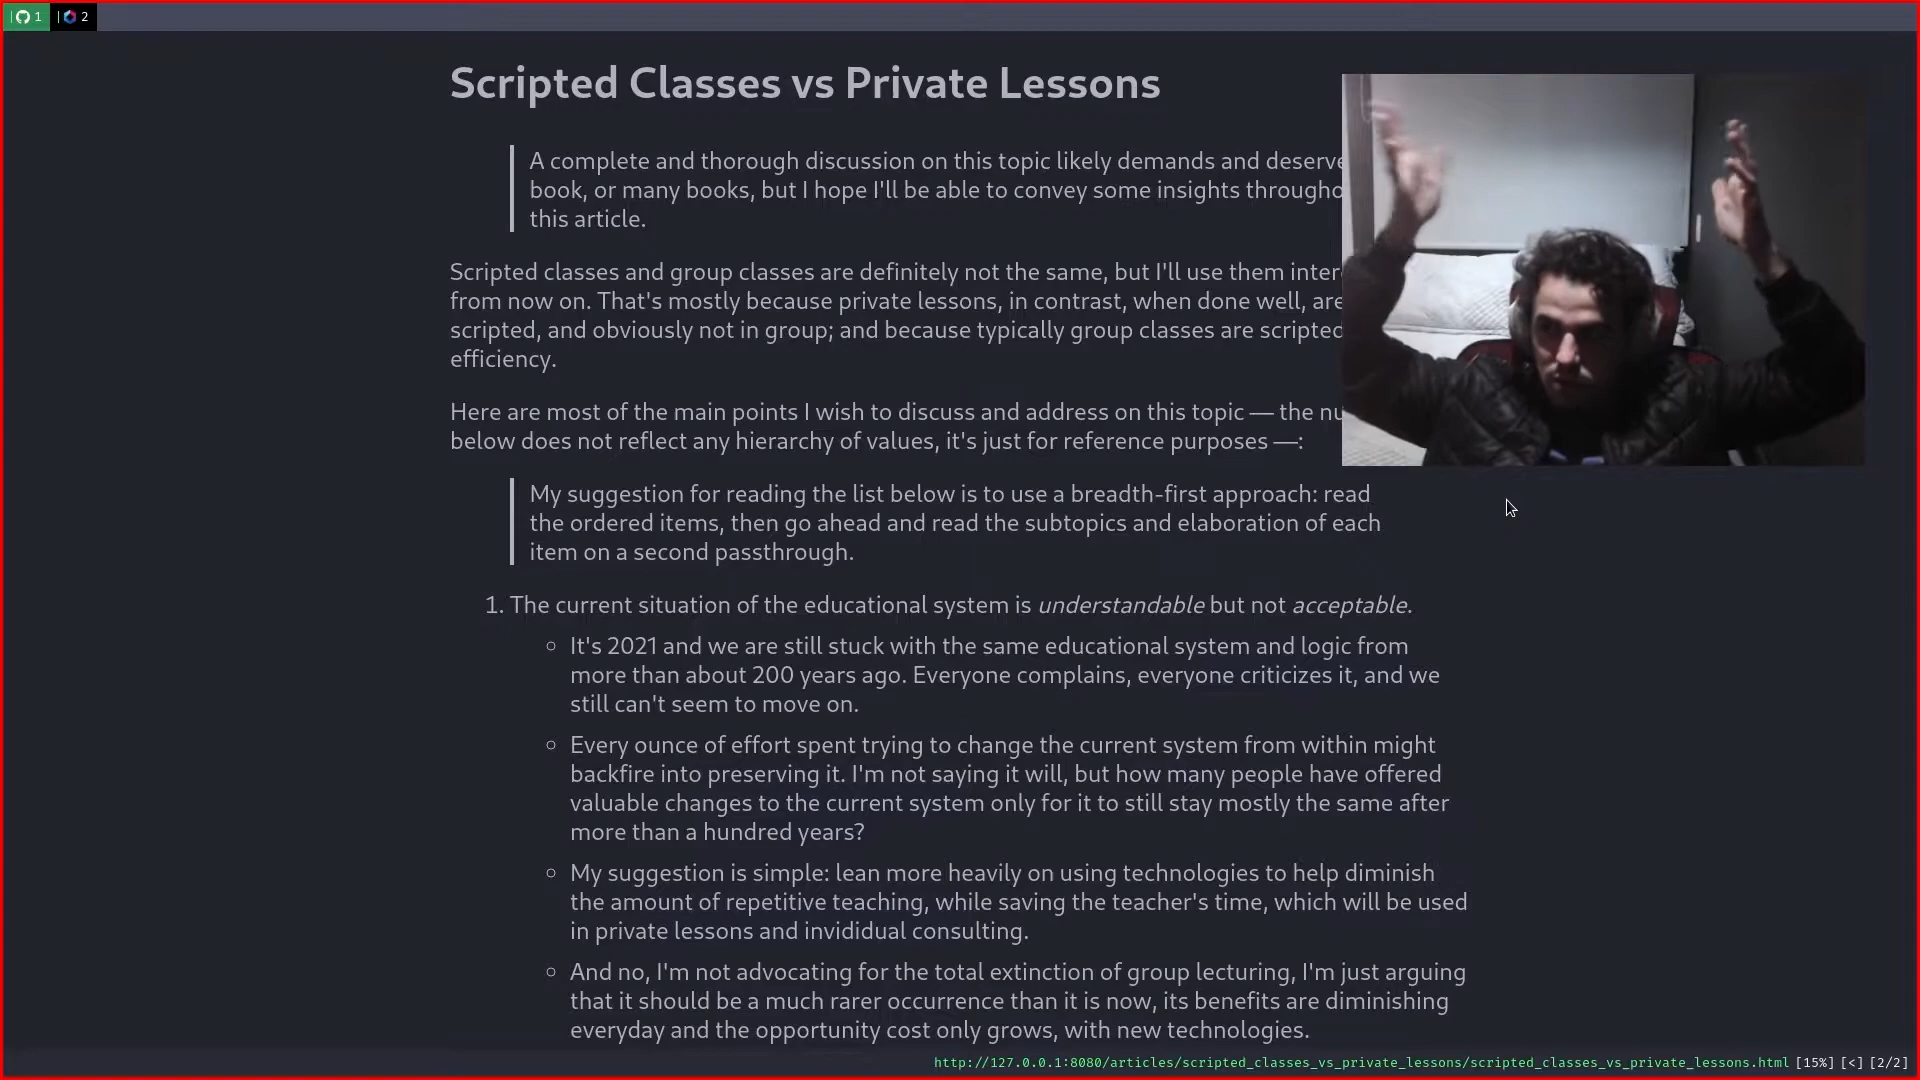 1 2
Scripted Classes vs Private Lessons
A complete and thorough discussion on this topic likely demands and deserve
book, or many books, but I hope I'll be able to convey some insights througho
this article.
Scripted classes and group classes are definitely not the same, but I'll use them inter
from now on. That's mostly because private lessons, in contrast, when done well, are
scripted, and obviously not in group; and because typically group classes are scripted
efficiency.
Here are most of the main points I wish to discuss and address on this topic — the nu
below does not reflect any hierarchy of values, it's just for reference purposes —:
My suggestion for reading the list below is to use a breadth-first approach: read
the ordered items, then go ahead and read the subtopics and elaboration of each
item on a second passthrough.
1. The current situation of the educational system is understandable but not acceptable.
It's 2021 and we are still stuck with the same educational system and logic from
more than about 200 years ago. Everyone complains, everyone criticizes it, and we
still can't seem to move on.
Every ounce of effort spent trying to change the current system from within might
backfire into preserving it. I'm not saying it will, but how many people have offered
valuable changes to the current system only for it to still stay mostly the same after
more than a hundred years?
My suggestion is simple: lean more heavily on using technologies to help diminish
the amount of repetitive teaching, while saving the teacher's time, which will be used
in private lessons and invididual consulting.
And no, I'm not advocating for the total extinction of group lecturing, I'm just arguing
that it should be a much rarer occurrence than it is now, its benefits are diminishing
everyday and the opportunity cost only grows, with new technologies.
http://127.0.0.1:8080/articles/scripted_classes_vs_private_lessons/scripted_classes_vs_private_lessons.html [15%] [<] [2/2]